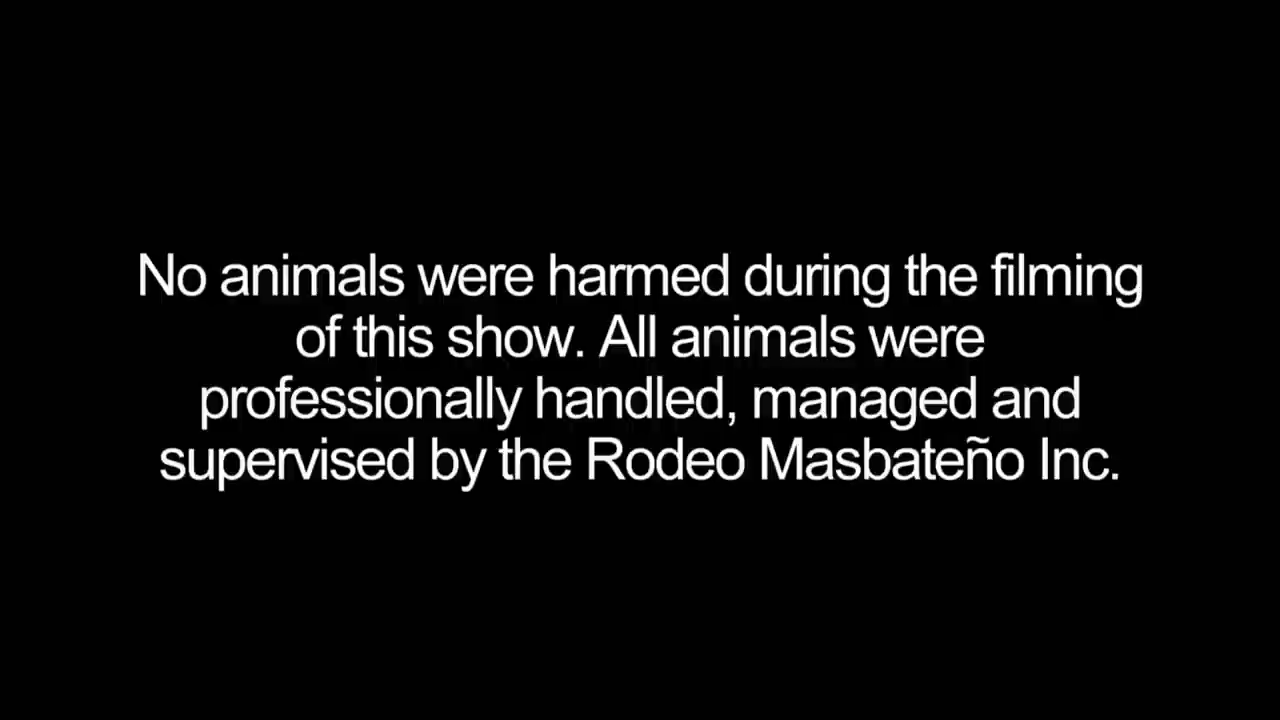 No animals were harmed during the filming
of this show. All animals were
professionally handled, managed and
supervised by the Rodeo Masbateño Inc.